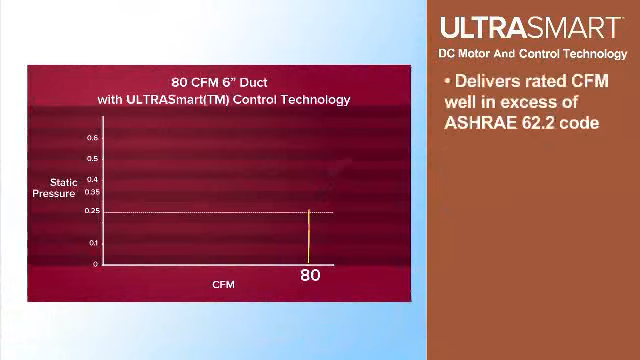 80 CFM 6” Duct
with ULTRASmart(TM) Control Technology
0.6
0.5
0.4
Static
Pressure
0.35
0.25
0.1
0
80
CFM
ULTRASMART™
DC Motor And Control Technology
• Delivers rated CFM
well in excess of
ASHRAE 62.2 code